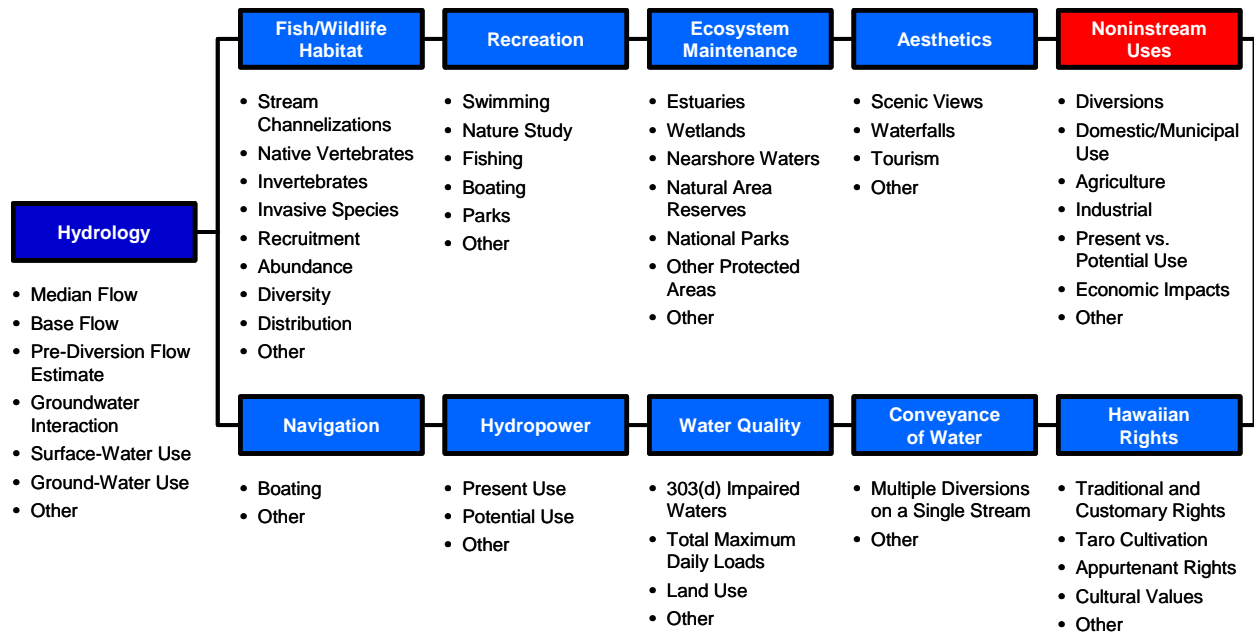 Fish/Wildlife
Habitat
• Stream
Channelizations
• Native Vertebrates
• Invertebrates
• Invasive Species
• Recruitment
• Abundance
• Diversity
• Distribution
• Other
Recreation
• Swimming
• Nature Study
• Fishing
• Boating
• Parks
• Other
Ecosystem
Maintenance
• Estuaries
• Wetlands
• Nearshore Waters
• Natural Area
Reserves
• National Parks
• Other Protected
Areas
• Other
Aesthetics
• Scenic Views
• Waterfalls
• Tourism
• Other
Noninstream
Uses
• Diversions
• Domestic/Municipal
Use
• Agriculture
• Industrial
• Present vs.
Potential Use
• Economic Impacts
• Other
Hydrology
• Median Flow
• Base Flow
• Pre-Diversion Flow
Estimate
• Groundwater
Interaction
• Surface-Water Use
• Ground-Water Use
• Other
Navigation
• Boating
• Other
Hydropower
• Present Use
• Potential Use
• Other
Water Quality
• 303(d) Impaired
Waters
• Total Maximum
Daily Loads
• Land Use
• Other
Conveyance
of Water
• Multiple Diversions
on a Single Stream
• Other
Hawaiian
Rights
• Traditional and
Customary Rights
• Taro Cultivation
• Appurtenant Rights
• Cultural Values
• Other